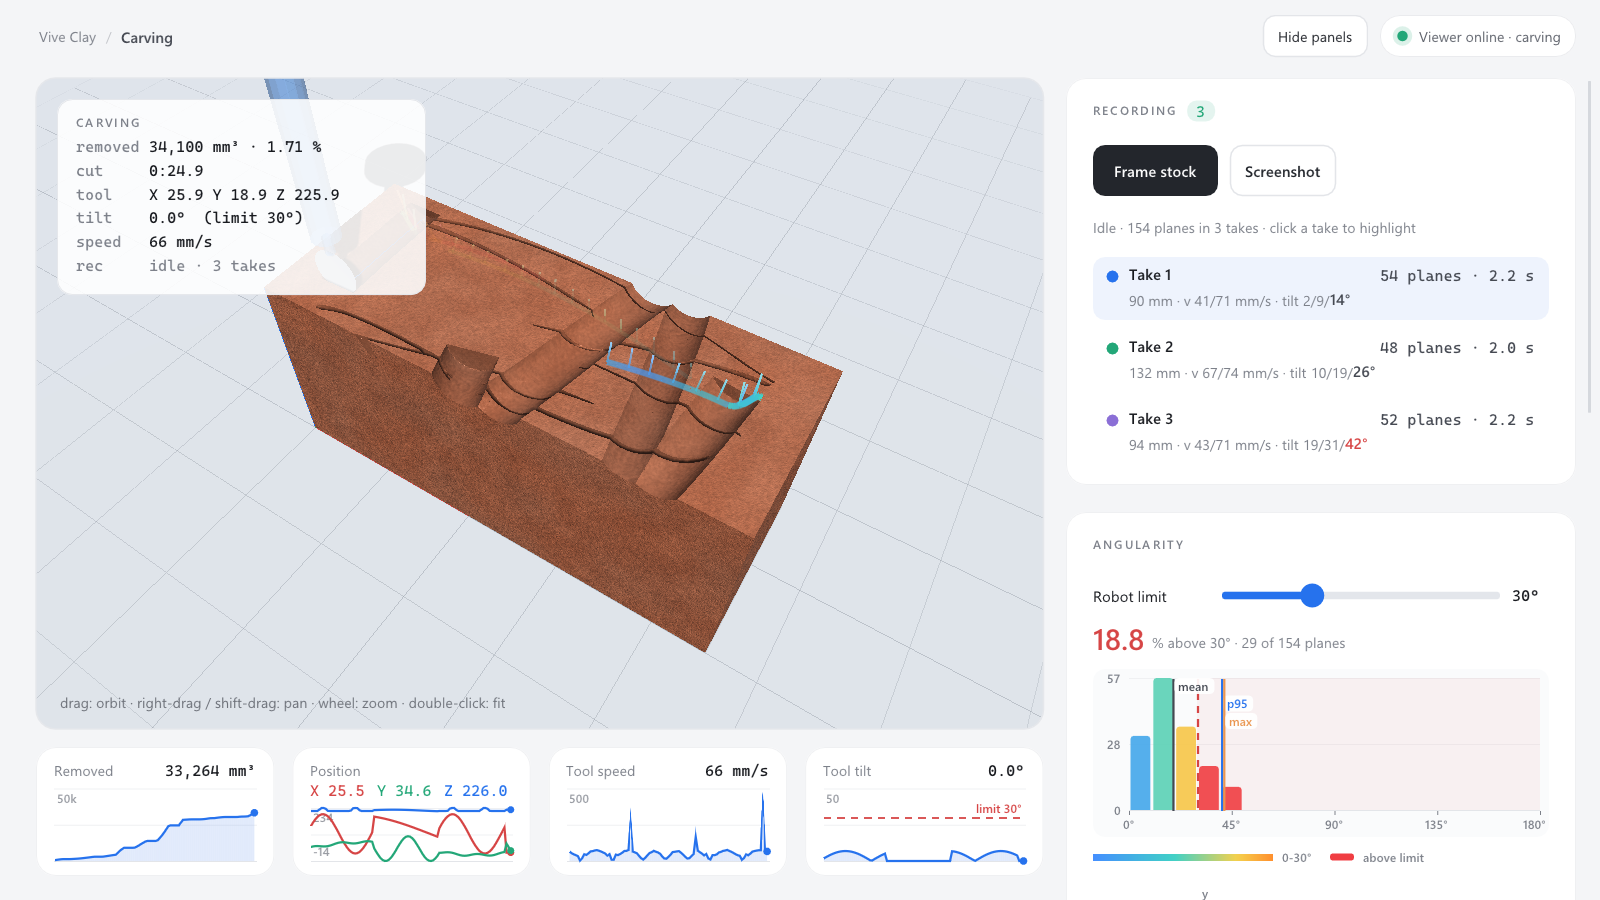 Vive Clay / Carving
Hide panels
Viewer online · carving
CARVING
removed 34,100 mm³ · 1.71 %
cut 0:24.9
tool X 25.9 Y 18.9 Z 225.9
tilt 0.0° (limit 30°)
speed 66 mm/s
rec idle · 3 takes
drag: orbit · right-drag / shift-drag: pan · wheel: zoom · double-click: fit
Removed 33,264 mm³
50k
Position
X 25.5 Y 34.6 Z 226.0
234
-14
Tool speed 66 mm/s
500
Tool tilt 0.0°
50
limit 30°
RECORDING 3
Frame stock
Screenshot
Idle · 154 planes in 3 takes · click a take to highlight
Take 1 54 planes · 2.2 s
90 mm · v 41/71 mm/s · tilt 2/9/14°
Take 2 48 planes · 2.0 s
132 mm · v 67/74 mm/s · tilt 10/19/26°
Take 3 52 planes · 2.2 s
94 mm · v 43/71 mm/s · tilt 19/31/42°
ANGULARITY
Robot limit 30°
18.8 % above 30° · 29 of 154 planes
57
mean
p95
max
28
0
0° 45° 90° 135° 180°
0-30° above limit
y